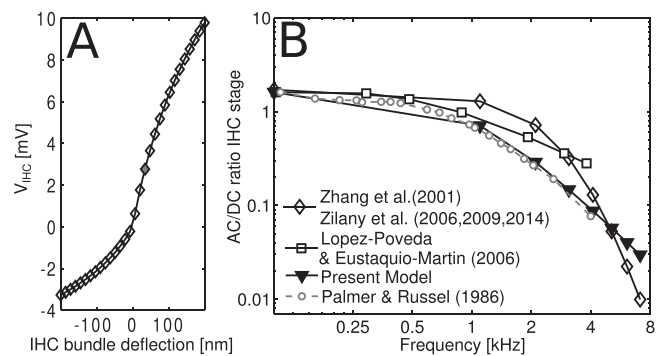 A
10
8
6
4
2
0
-2
-4
V_IHC [mV]
-100 0 100
IHC bundle deflection [nm]
B
10
1
0.1
0.01
AC/DC ratio IHC stage
Zhang et al.(2001)
Zilany et al. (2006,2009,2014)
Lopez-Poveda
& Eustaquio-Martin (2006)
Present Model
Palmer & Russel (1986)
0.25 0.5 1 2 4 8
Frequency [kHz]